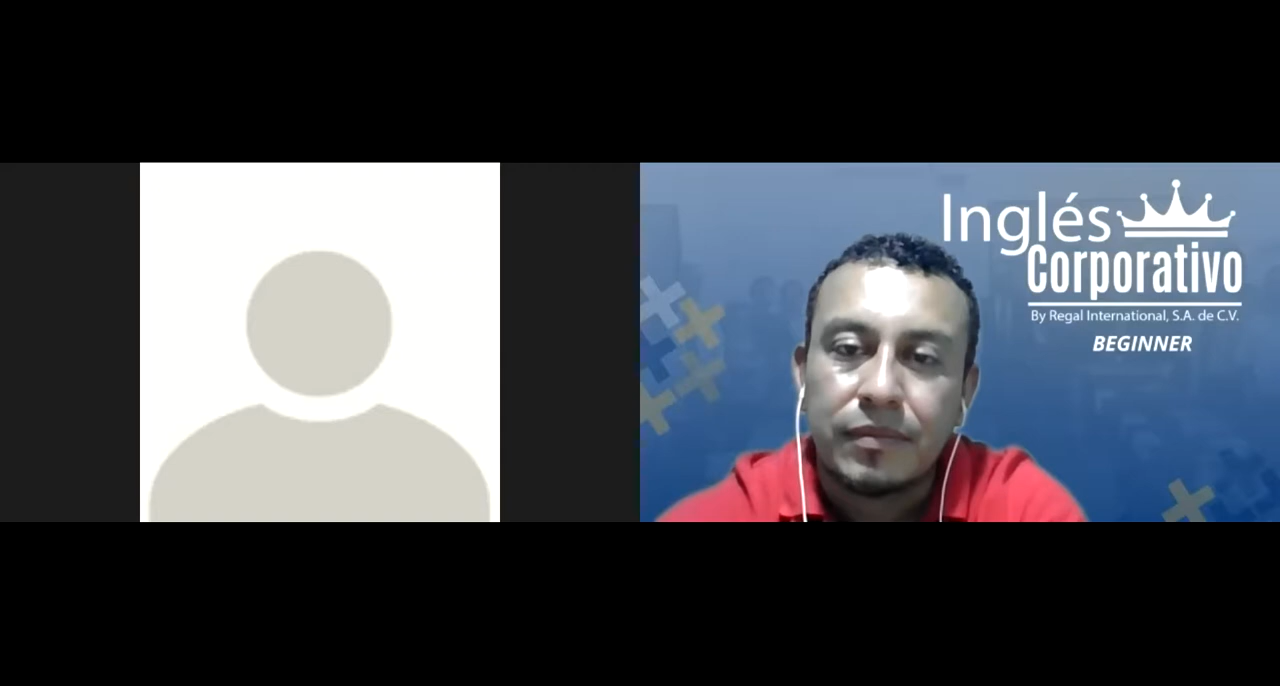 Inglés
Corporativo
By Regal International, S.A. de C.V.
BEGINNER